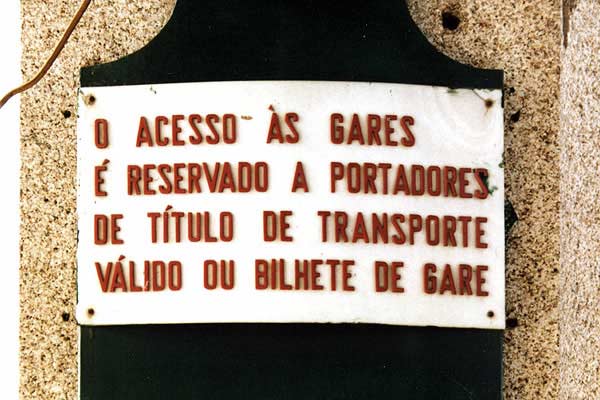 O ACESSO ÀS GARES
É RESERVADO A PORTADORES
DE TÍTULO DE TRANSPORTE
VÁLIDO OU BILHETE DE GARE